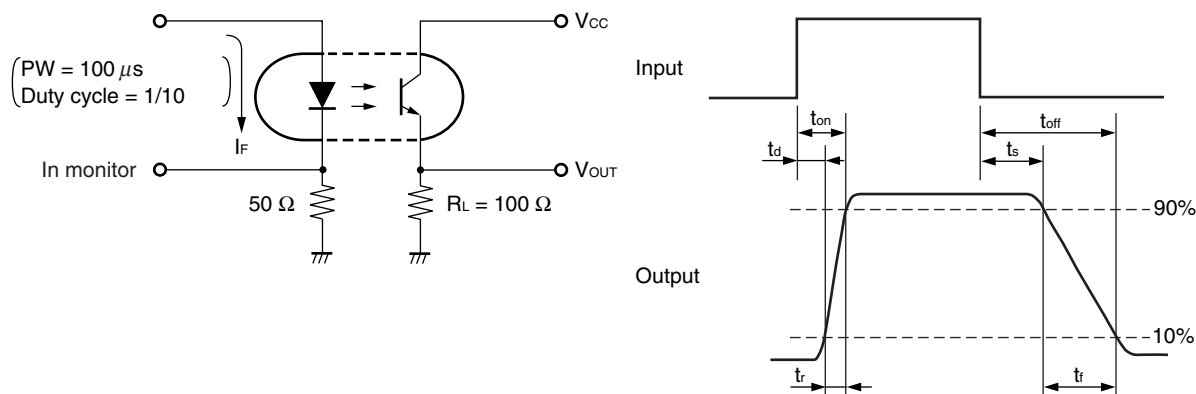 PW = 100 μs
Duty cycle = 1/10
IF
In monitor
50 Ω
VCC
VOUT
RL = 100 Ω
Input
ton
toff
td
ts
90%
Output
10%
tr
tf